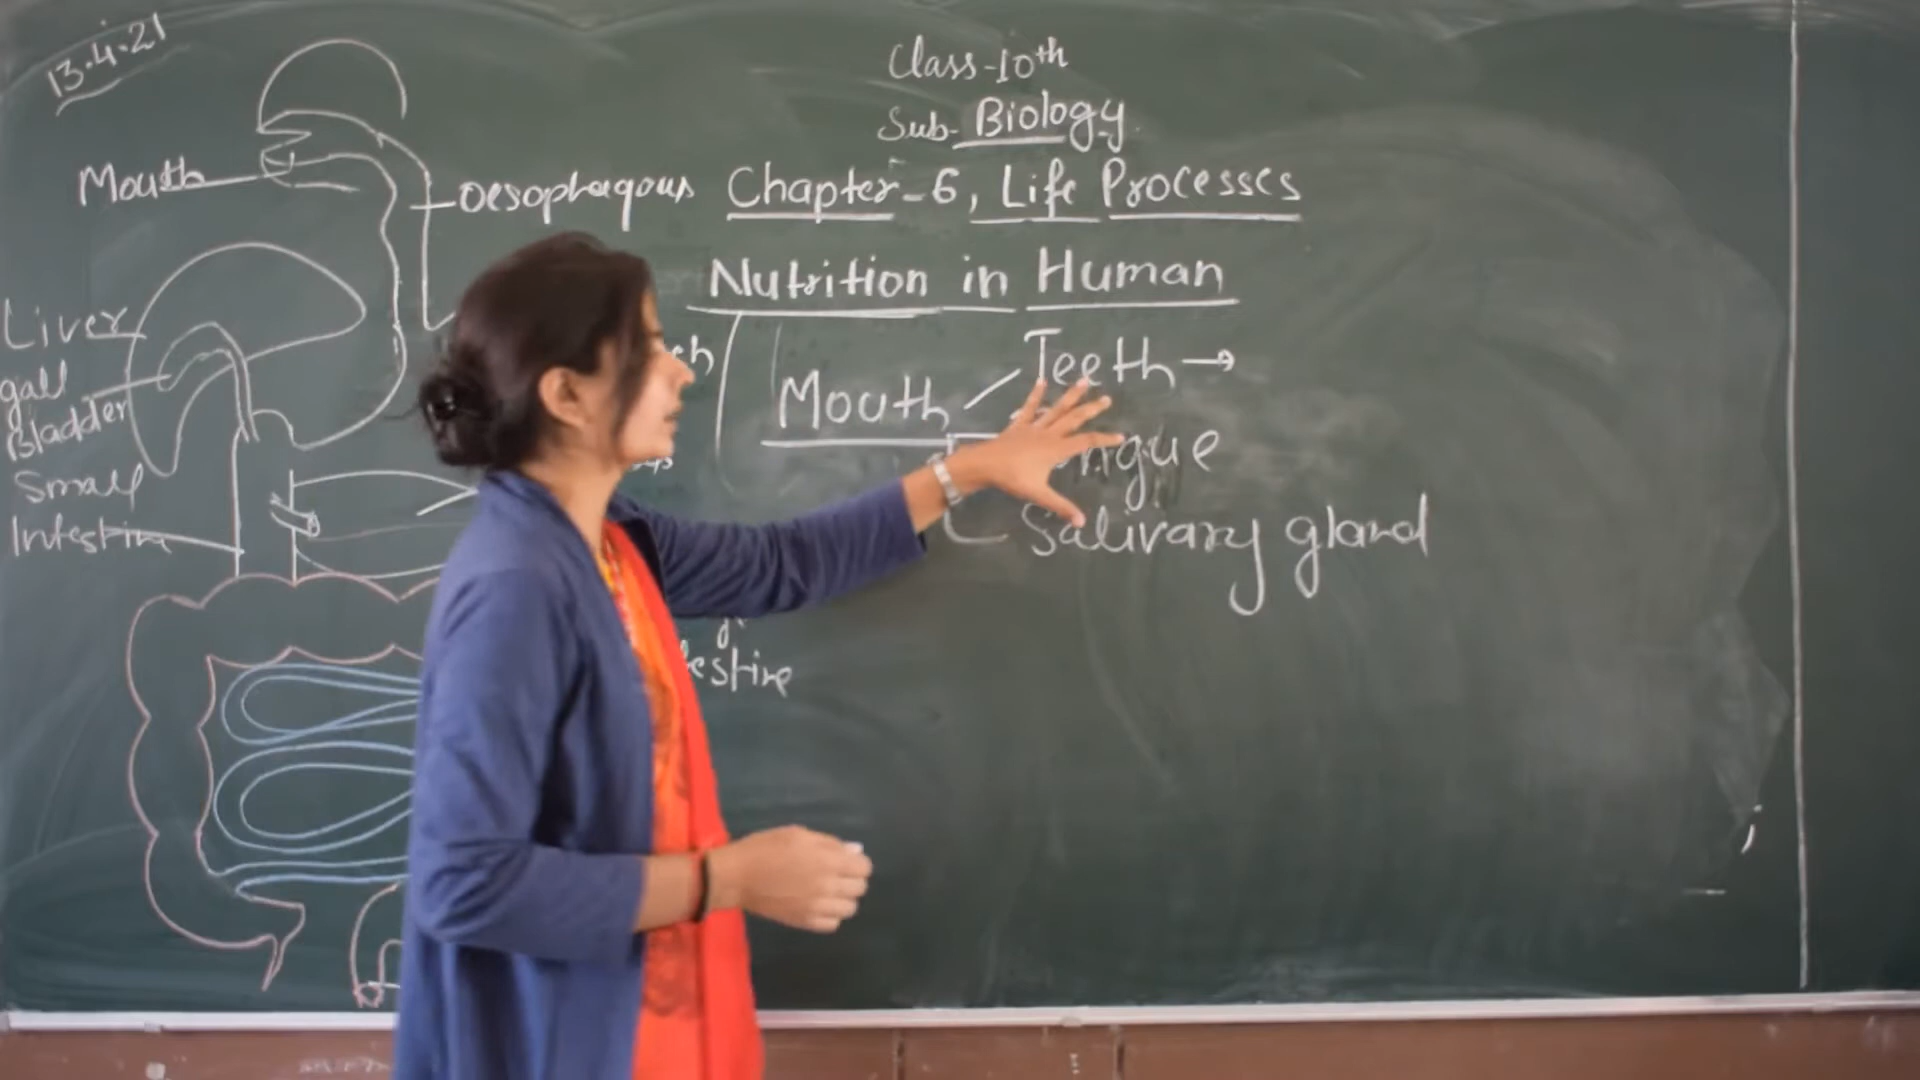 13.4.21
Class-10th
Sub-Biology
Mouth
oesophagous
Chapter-6, Life Processes
Nutrition in Human
Liver
gall
Bladder
Small
Intestine
Mouth
Teeth →
Salivary gland